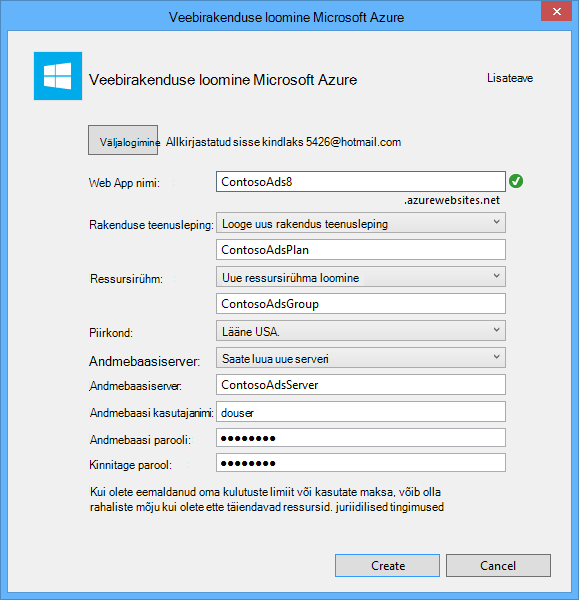 Veebirakenduse loomine Microsoft Azure
Veebirakenduse loomine Microsoft Azure
Lisateave
Väljalogimine Allkirjastatud sisse kindlaks 5426@hotmail.com
Web App nimi: ContosoAds8
.azurewebsites.net
Rakenduse teenusleping: Looge uus rakendus teenusleping
ContosoAdsPlan
Ressursirühm: Uue ressursirühma loomine
ContosoAdsGroup
Piirkond: Lääne USA.
Andmebaasiserver: Saate luua uue serveri
Andmebaasiserver: ContosoAdsServer
Andmebaasi kasutajanimi: douser
Andmebaasi parooli: ●●●●●●●●
Kinnitage parool: ●●●●●●●●
Kui olete eemaldanud oma kulutuste limiit või kasutate maksa, võib olla
rahaliste mõju kui olete ette täiendavad ressursid. juriidilised tingimused
Create Cancel